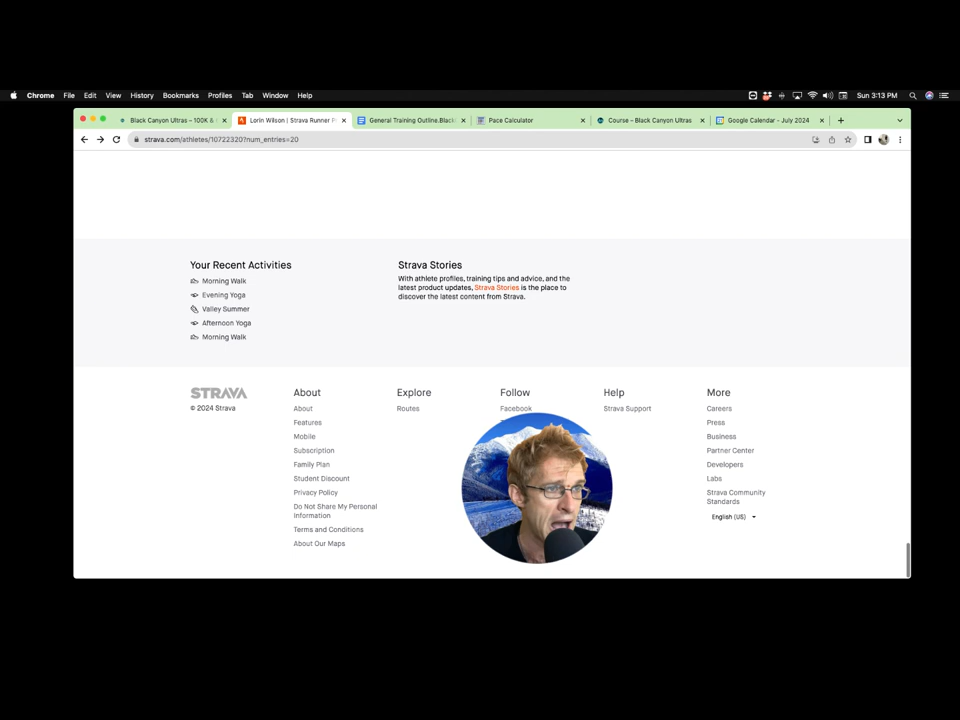 Chrome File Edit View History Bookmarks Profiles Tab Window Help Sun 3:13 PM
Black Canyon Ultras – 100K & Lorin Wilson | Strava Runner P General Training Outline.Black Pace Calculator Course – Black Canyon Ultras Google Calendar - July 2024
strava.com/athletes/10722320?num_entries=20
Your Recent Activities
Morning Walk
Evening Yoga
Valley Summer
Afternoon Yoga
Morning Walk
Strava Stories
With athlete profiles, training tips and advice, and the
latest product updates, Strava Stories is the place to
discover the latest content from Strava.
STRAVA
© 2024 Strava
About
About
Features
Mobile
Subscription
Family Plan
Student Discount
Privacy Policy
Do Not Share My Personal
Information
Terms and Conditions
About Our Maps
Explore
Routes
Follow
Facebook
Help
Strava Support
More
Careers
Press
Business
Partner Center
Developers
Labs
Strava Community
Standards
English (US)